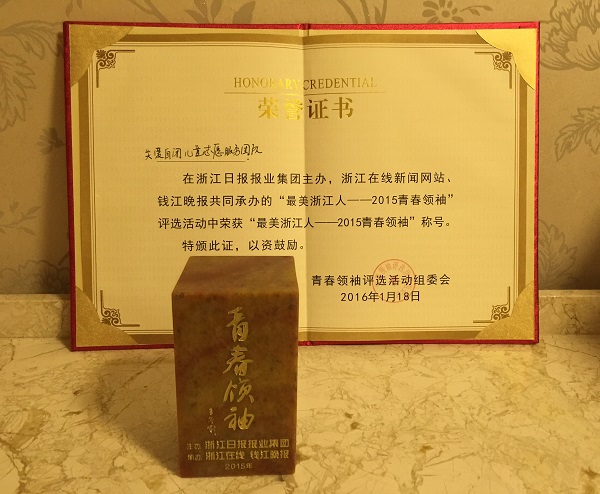 HONORARY CREDENTIAL
荣誉证书
关爱自闭儿童志愿服务团队
在浙江日报报业集团主办，浙江在线新闻网站、
钱江晚报共同承办的“最美浙江人——2015青春领袖”
评选活动中荣获“最美浙江人——2015青春领袖”称号。
特颁此证，以资鼓励。
青春领袖评选活动组委会
2016年1月18日
青春领袖
主办 浙江日报报业集团
承办 浙江在线 钱江晚报
2015年